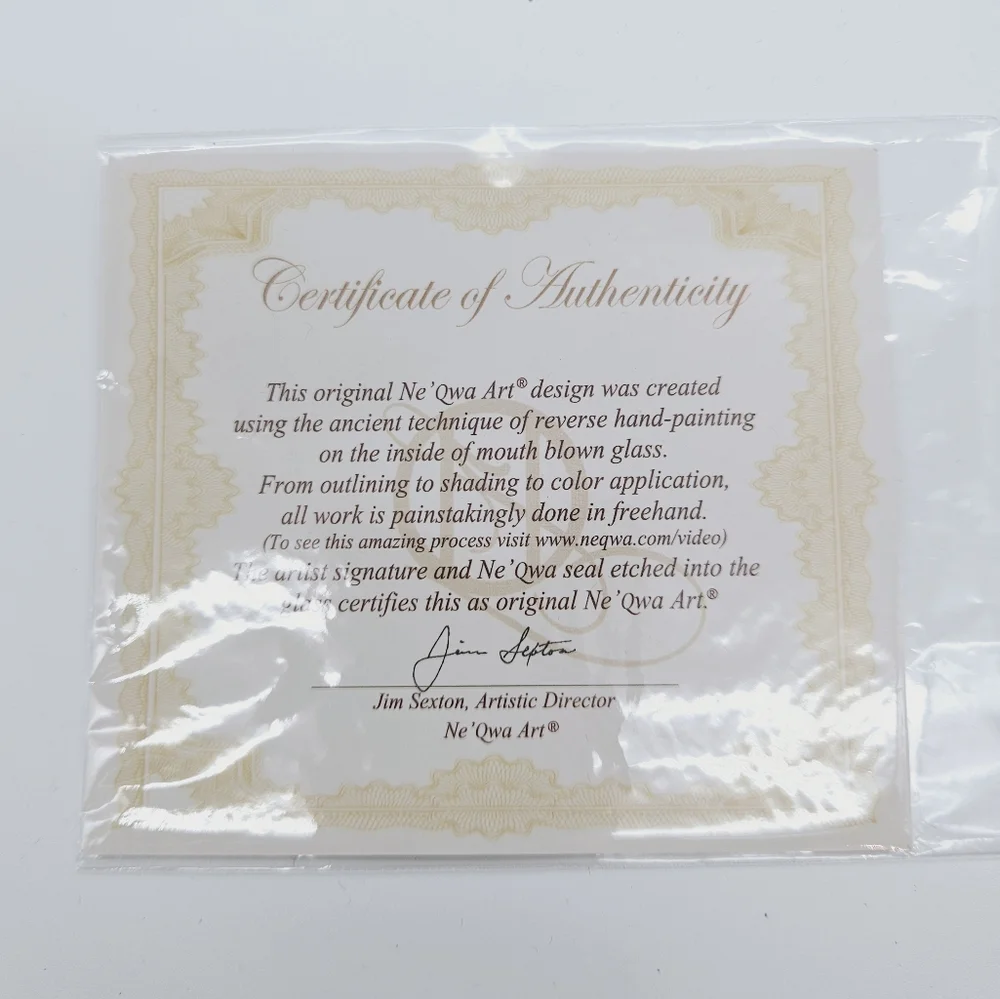 Certificate of Authenticity
This original Ne'Qwa Art® design was created
using the ancient technique of reverse hand-painting
on the inside of mouth blown glass.
From outlining to shading to color application,
all work is painstakingly done in freehand.
(To see this amazing process visit www.neqwa.com/video)
The artist signature and Ne'Qwa seal etched into the
glass certifies this as original Ne'Qwa Art.®
Jim Sexton
Jim Sexton, Artistic Director
Ne'Qwa Art®